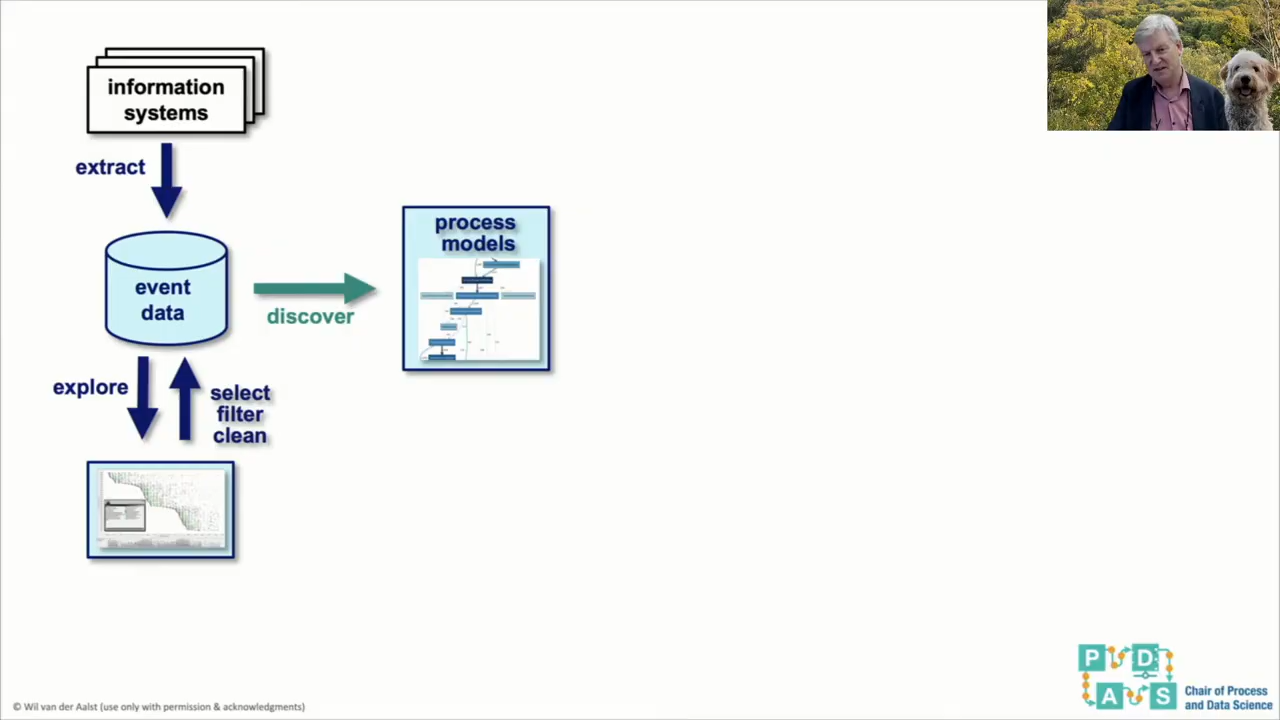 information
systems
extract
event
data
discover
process
models
explore
select
filter
clean
© Wil van der Aalst (use only with permission & acknowledgments)
P D
A S
Chair of Process
and Data Science